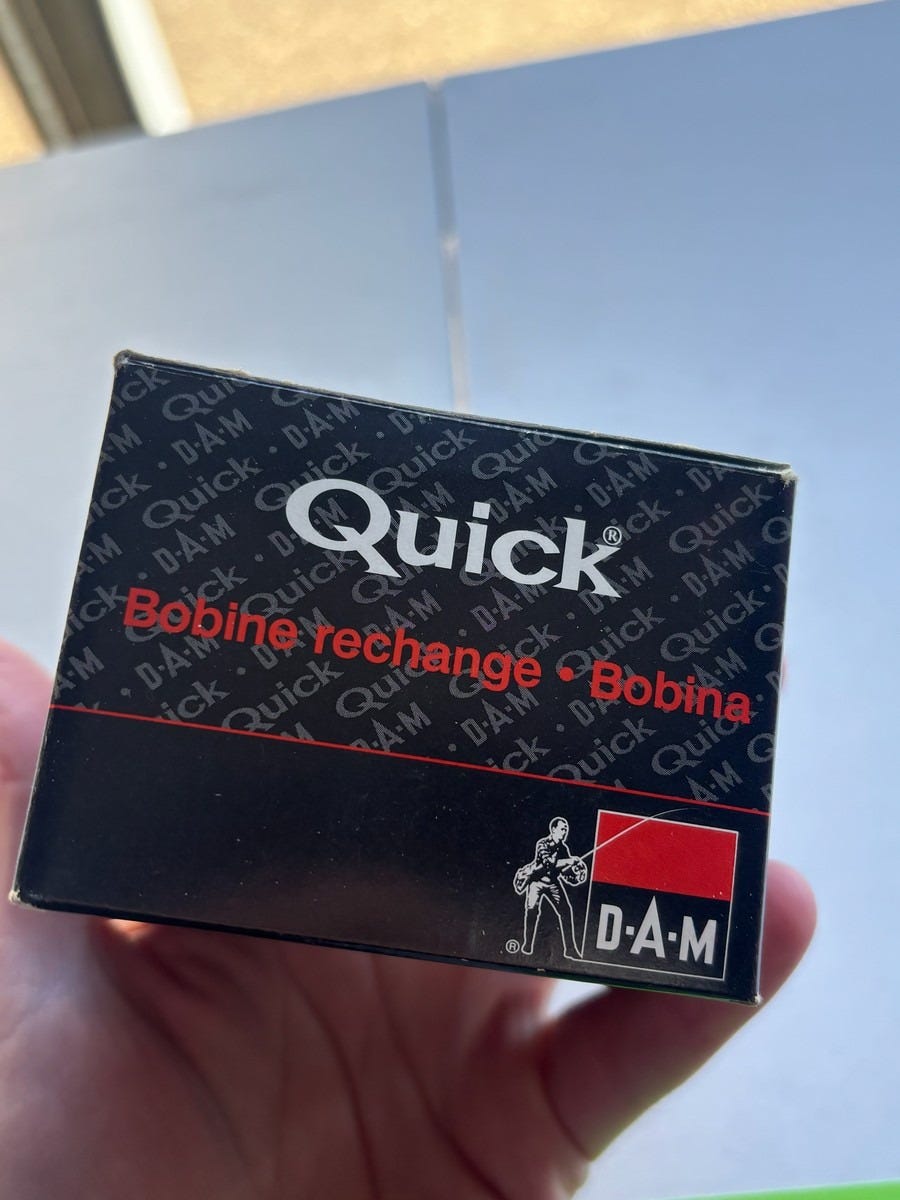 Quick®
Bobine rechange • Bobina
®
D·A·M